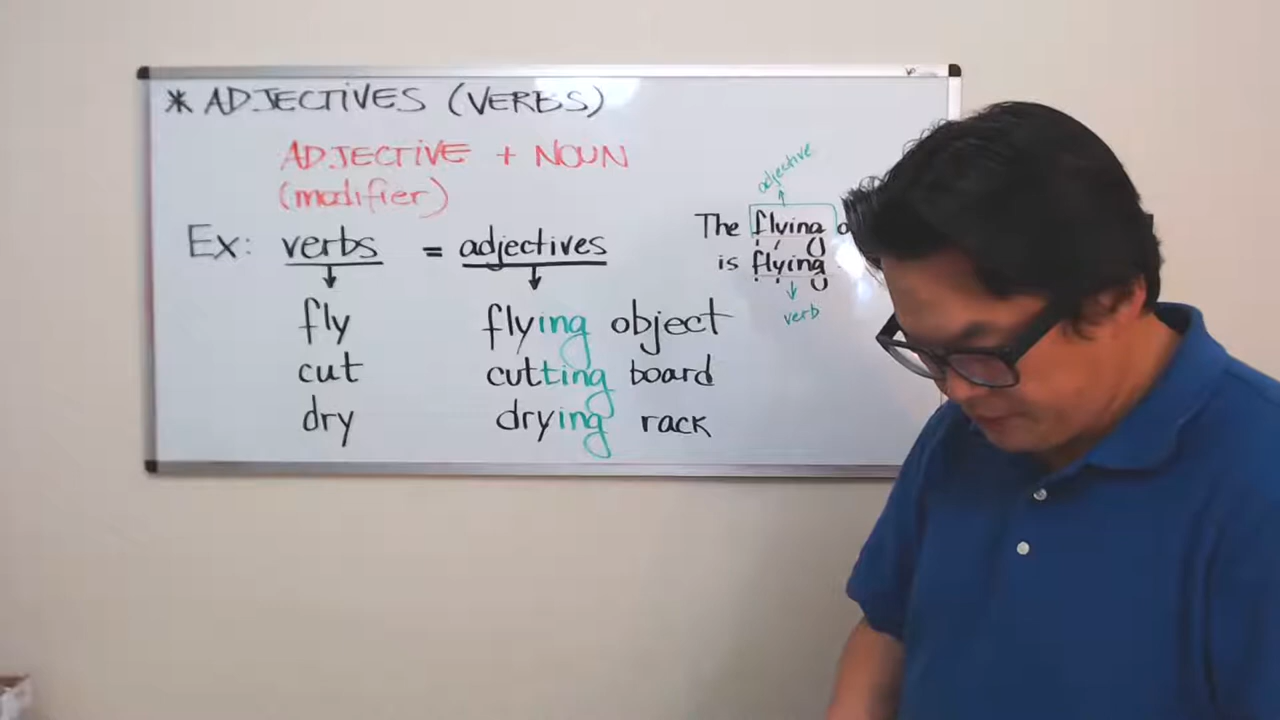 * ADJECTIVES (VERBS)
ADJECTIVE + NOUN
(modifier)
Ex: verbs = adjectives
fly flying object
cut cutting board
dry drying rack
adjective
The flying
is flying
verb